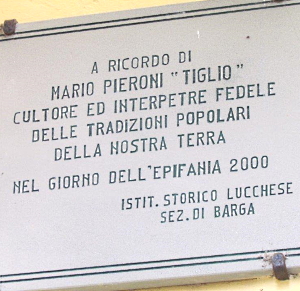 A RICORDO DI
MARIO PIERONI "TIGLIO"
CULTORE ED INTERPETRE FEDELE
DELLE TRADIZIONI POPOLARI
DELLA NOSTRA TERRA
NEL GIORNO DELL'EPIFANIA 2000
ISTIT. STORICO LUCCHESE
SEZ. DI BARGA